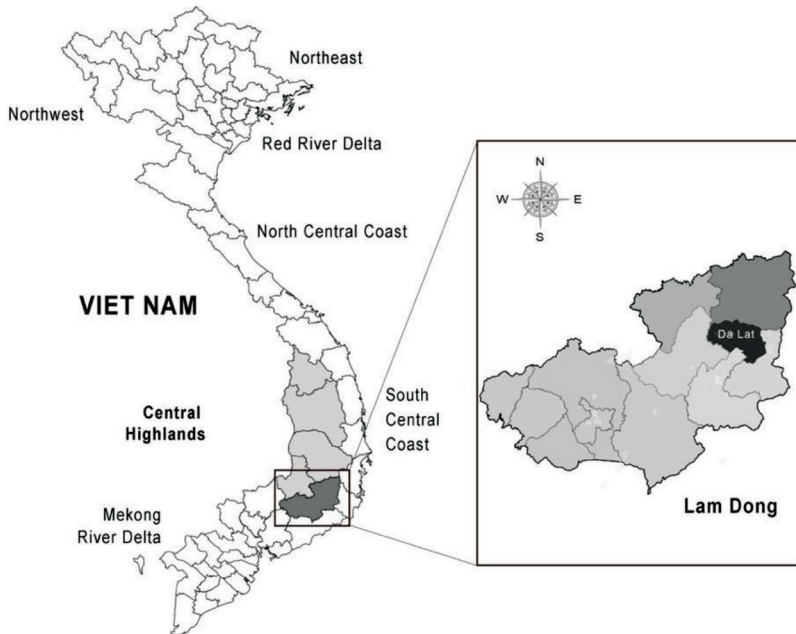 Northeast
Northwest
Red River Delta
North Central Coast
VIET NAM
Central
Highlands
South
Central
Coast
Mekong
River Delta
N
W
E
S
Da Lat
Lam Dong